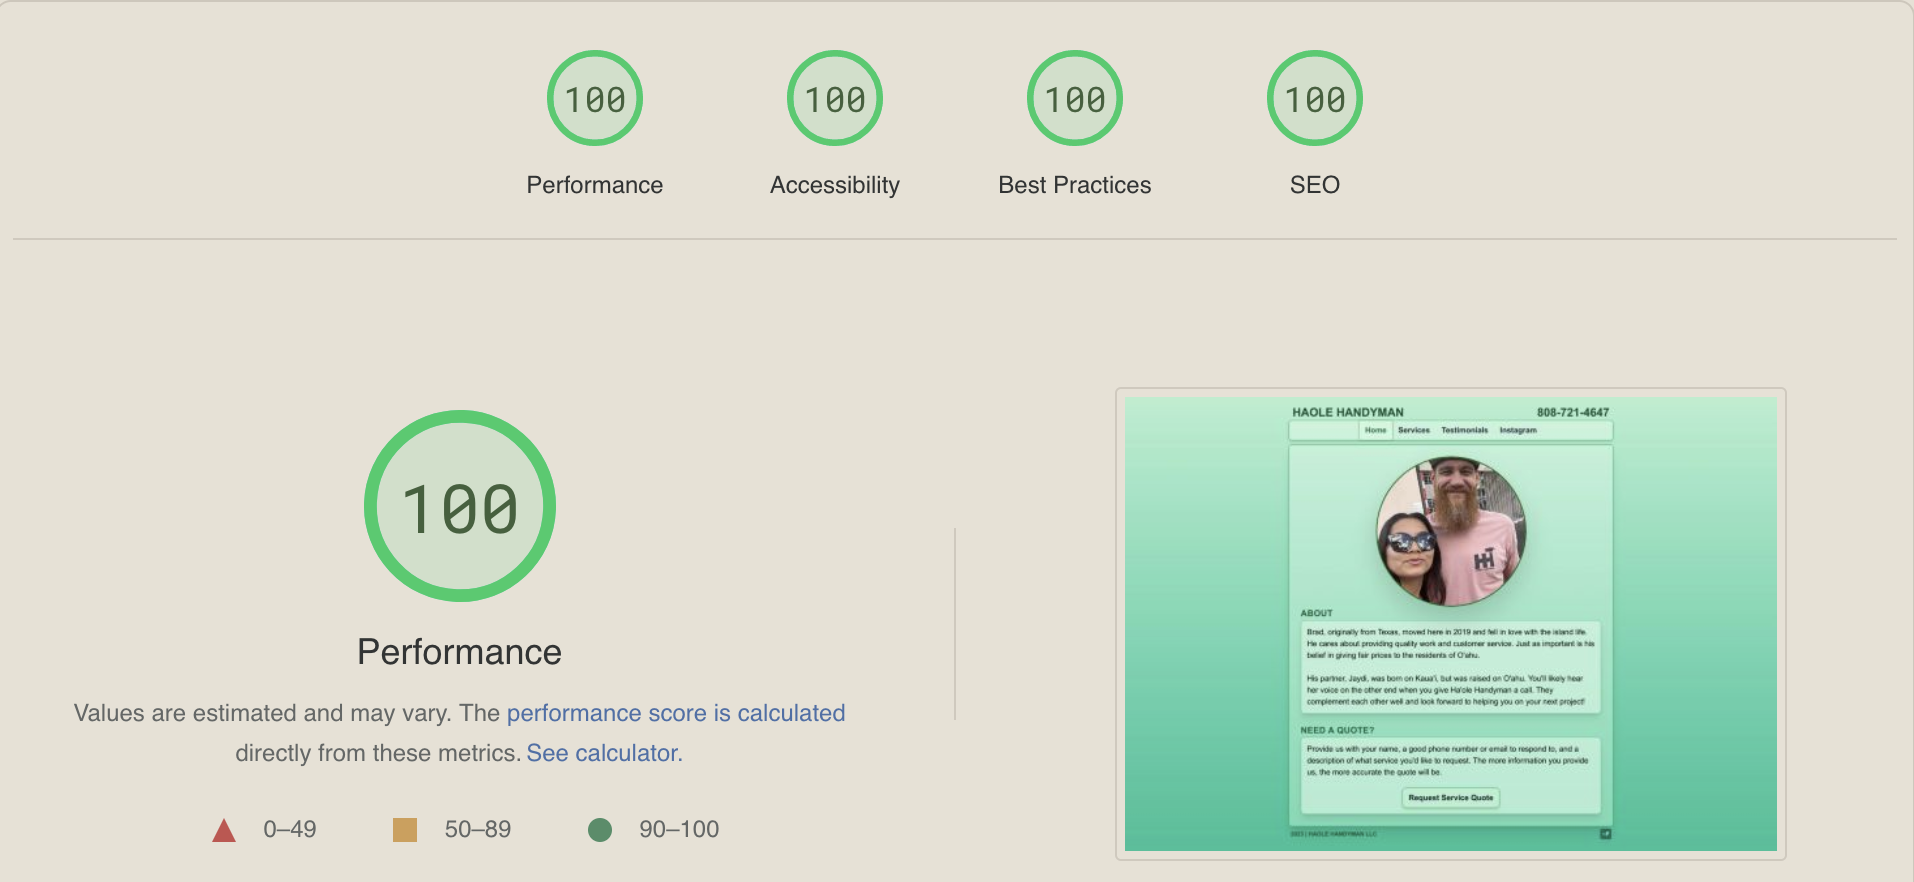 100 100 100 100
Performance Accessibility Best Practices SEO
100
Performance
Values are estimated and may vary. The performance score is calculated
directly from these metrics. See calculator.
0–49 50–89 90–100
HAOLE HANDYMAN 808-721-4647
Home Services Testimonials Instagram
HH
ABOUT
Brad, originally from Texas, moved here in 2019 and fell in love with the island life.
He cares about providing quality work and customer service. Just as important is his
belief in giving fair prices to the residents of O'ahu.
His partner, Jaydi, was born on Kaua'i, but was raised on O'ahu. You'll likely hear
her voice on the other end when you give Ha'ole Handyman a call. They
complement each other well and look forward to helping you on your next project!
NEED A QUOTE?
Provide us with your name, a good phone number or email to respond to, and a
description of what service you'd like to request. The more information you provide
us, the more accurate the quote will be.
Request Service Quote
2023 | HAOLE HANDYMAN LLC